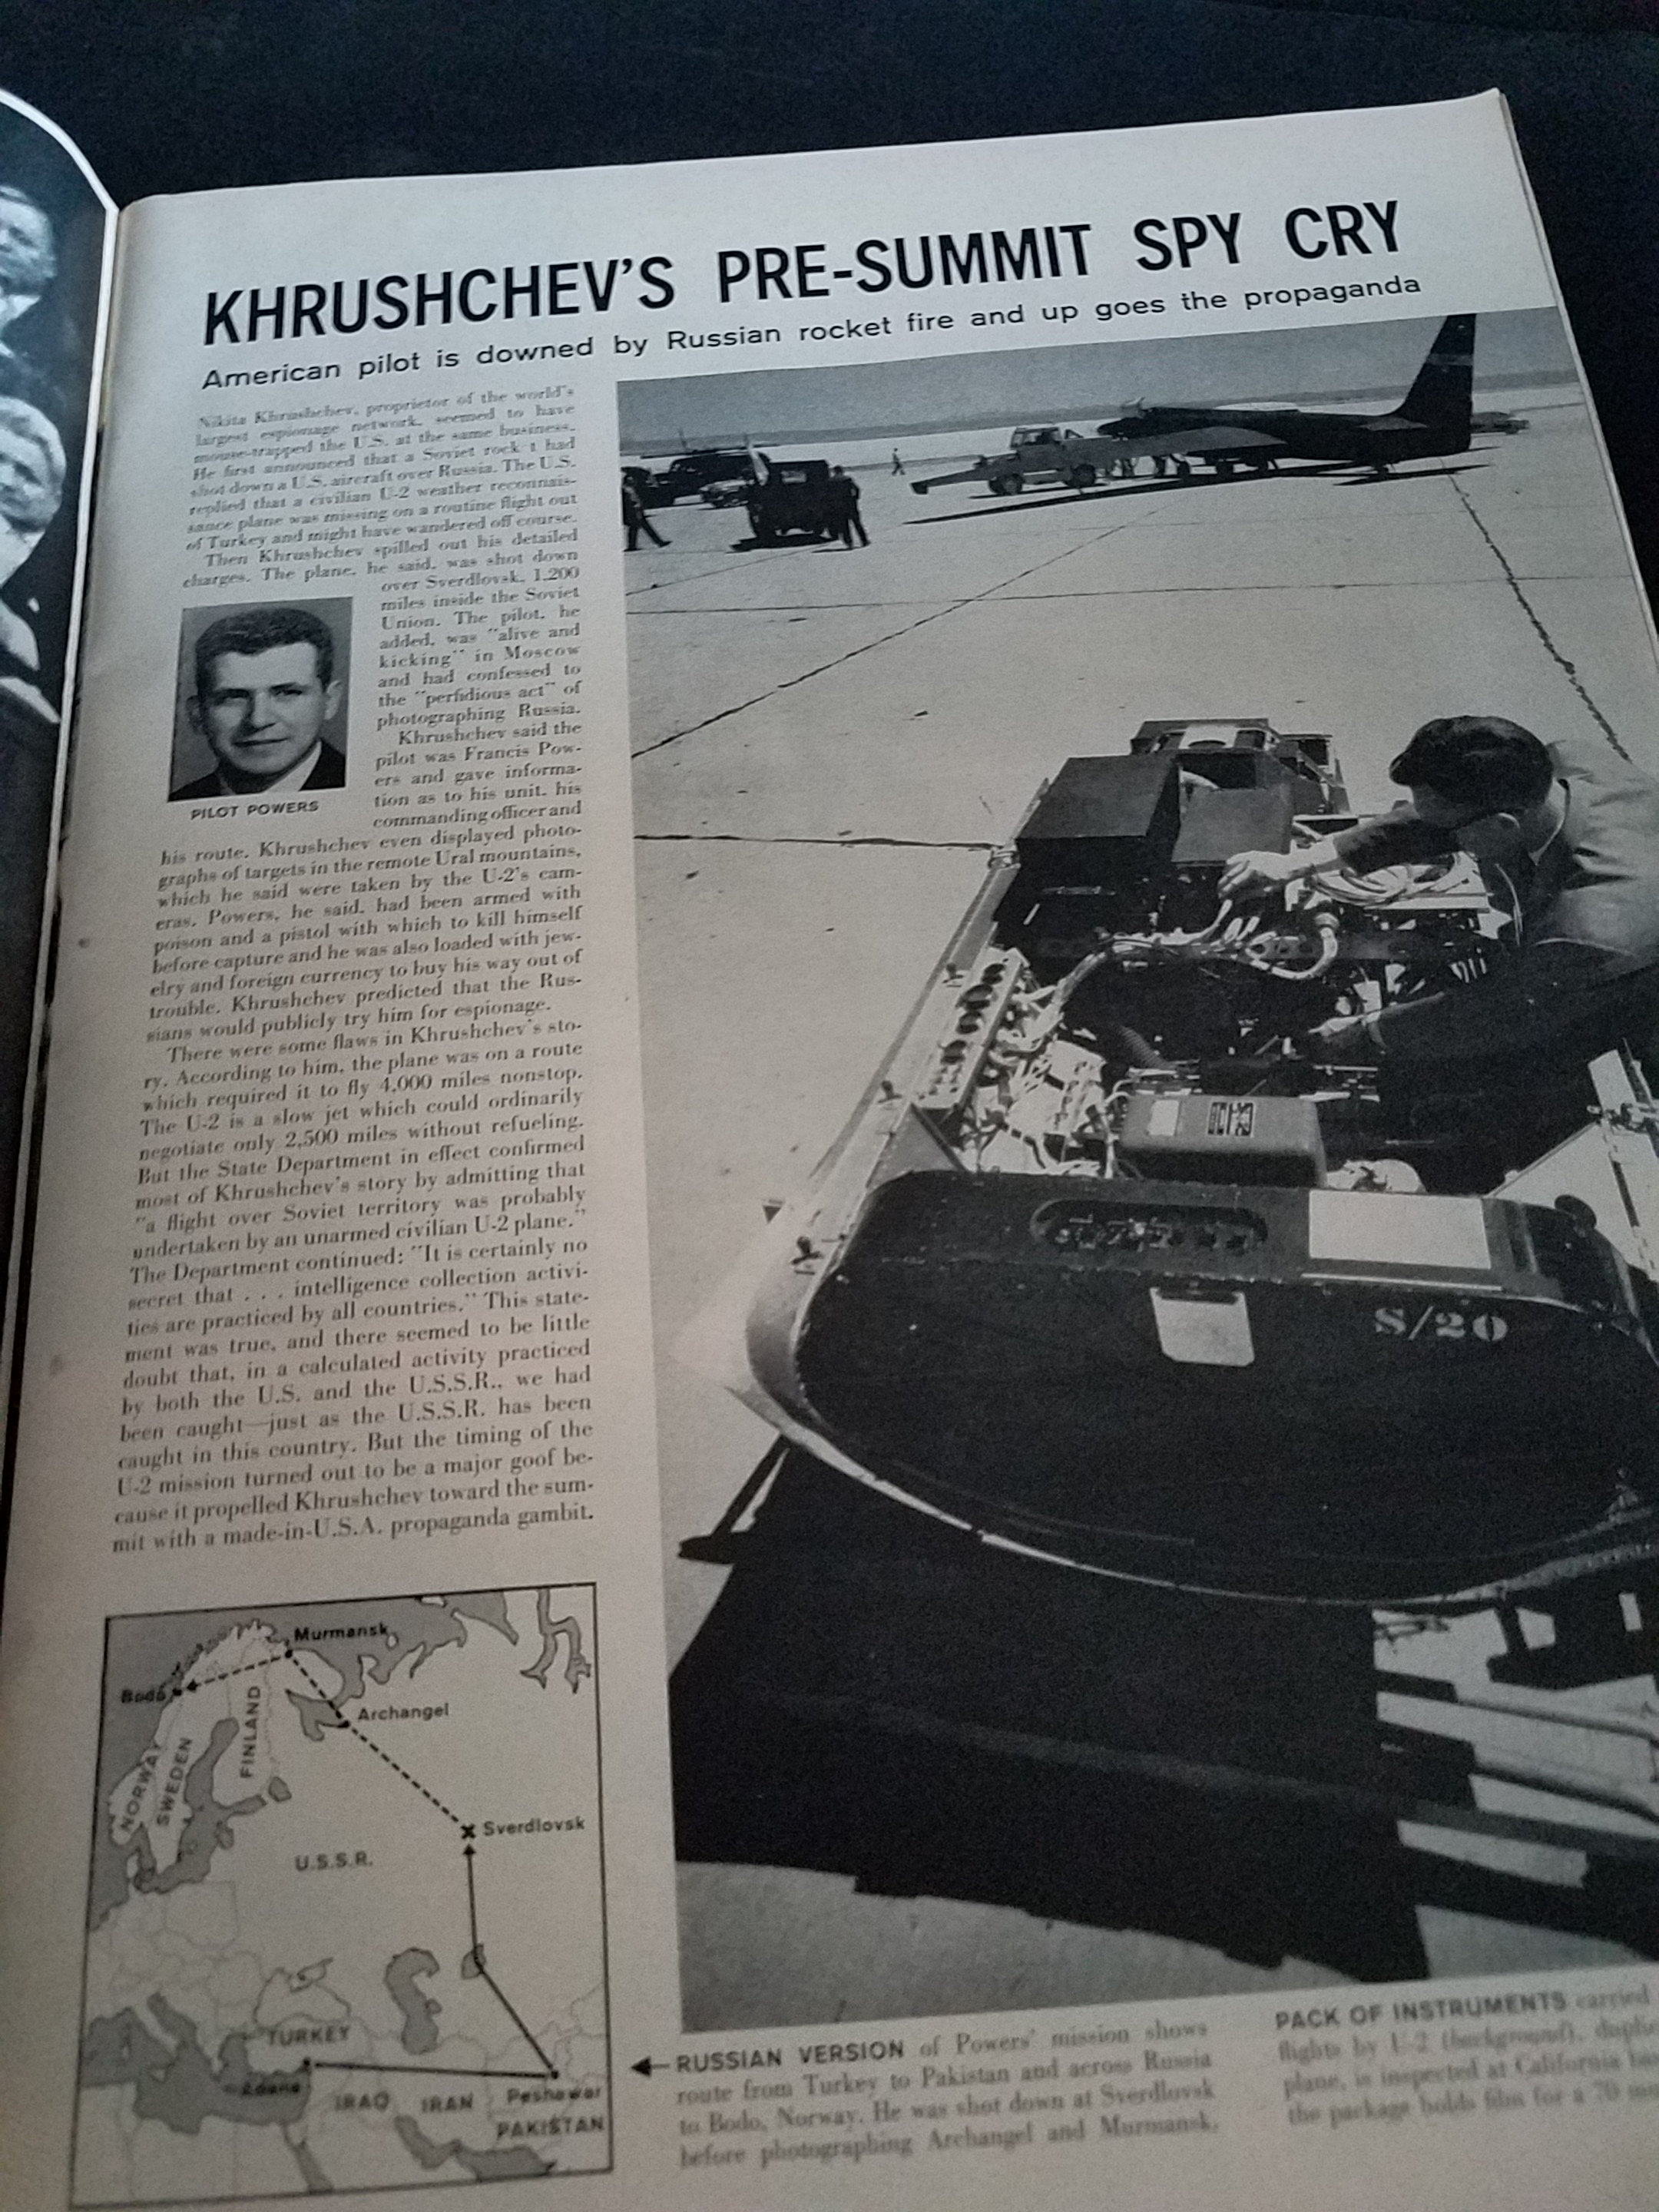 KHRUSHCHEV'S PRE-SUMMIT SPY CRY
American pilot is downed by Russian rocket fire and up goes the propaganda
Nikita Khrushchev, proprietor of the world's
largest espionage network, seemed to have
mouse-trapped the U.S. at the same business.
He first announced that a Soviet rock t had
shot down a U.S. aircraft over Russia. The U.S.
replied that a civilian U-2 weather reconnais-
sance plane was missing on a routine flight out
of Turkey and might have wandered off course.
Then Khrushchev spilled out his detailed
charges. The plane, he said, was shot down
over Sverdlovsk, 1,200
miles inside the Soviet
Union. The pilot, he
added, was "alive and
kicking" in Moscow
and had confessed to
the "perfidious act" of
photographing Russia.
Khrushchev said the
pilot was Francis Pow-
ers and gave informa-
tion as to his unit, his
commanding officer and
PILOT POWERS
his route. Khrushchev even displayed photo-
graphs of targets in the remote Ural mountains,
which he said were taken by the U-2's cam-
eras. Powers, he said, had been armed with
poison and a pistol with which to kill himself
before capture and he was also loaded with jew-
elry and foreign currency to buy his way out of
trouble. Khrushchev predicted that the Rus-
sians would publicly try him for espionage.
There were some flaws in Khrushchev's sto-
ry. According to him, the plane was on a route
which required it to fly 4,000 miles nonstop.
The U-2 is a slow jet which could ordinarily
negotiate only 2,500 miles without refueling.
But the State Department in effect confirmed
most of Khrushchev's story by admitting that
"a flight over Soviet territory was probably
undertaken by an unarmed civilian U-2 plane."
The Department continued: "It is certainly no
secret that . . . intelligence collection activi-
ties are practiced by all countries." This state-
ment was true, and there seemed to be little
doubt that, in a calculated activity practiced
by both the U.S. and the U.S.S.R., we had
been caught—just as the U.S.S.R. has been
caught in this country. But the timing of the
U-2 mission turned out to be a major goof be-
cause it propelled Khrushchev toward the sum-
mit with a made-in-U.S.A. propaganda gambit.
S/20
Murmansk
Bodo
Archangel
FINLAND
NORWAY
SWEDEN
Sverdlovsk
U.S.S.R.
TURKEY
Adana
IRAQ
IRAN
Peshawar
PAKISTAN
RUSSIAN VERSION of Powers' mission shows
route from Turkey to Pakistan and across Russia
to Bodo, Norway. He was shot down at Sverdlovsk
before photographing Archangel and Murmansk.
PACK OF INSTRUMENTS carried
flights by U-2 (background), 
plane, is inspected at California
the package holds film for a 70